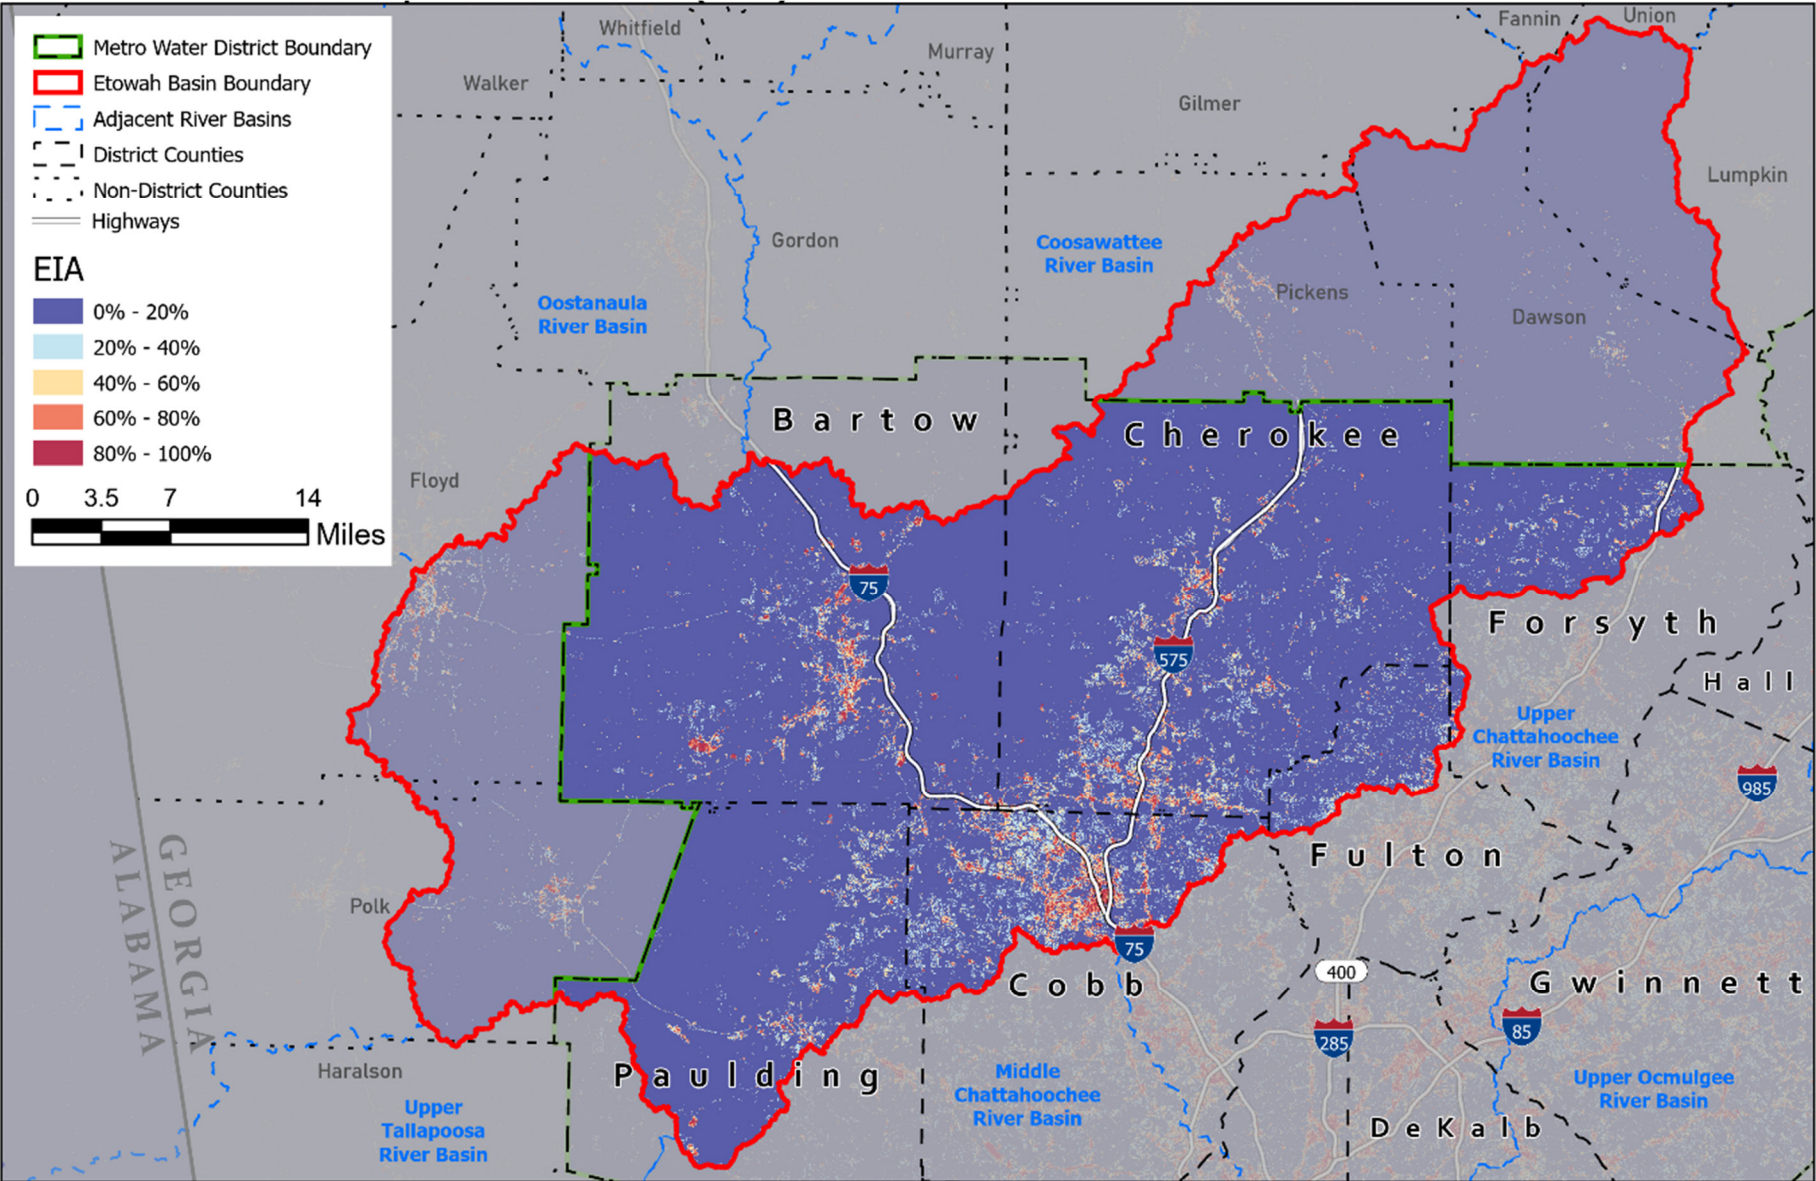 Metro Water District Boundary
Etowah Basin Boundary
Adjacent River Basins
District Counties
Non-District Counties
Highways
EIA
0% - 20%
20% - 40%
40% - 60%
60% - 80%
80% - 100%
0 3.5 7 14
Miles
Whitfield
Murray
Walker
Fannin
Union
Gilmer
Lumpkin
Gordon
Coosawattee
River Basin
Oostanaula
River Basin
Pickens
Dawson
Bartow
Cherokee
Floyd
75
575
Forsyth
Hall
Upper
Chattahoochee
River Basin
985
GEORGIA
ALABAMA
Polk
Fulton
75
400
Cobb
Gwinnett
85
285
Haralson
Paulding
Middle
Chattahoochee
River Basin
Upper Ocmulgee
River Basin
Upper
Tallapoosa
River Basin
DeKalb